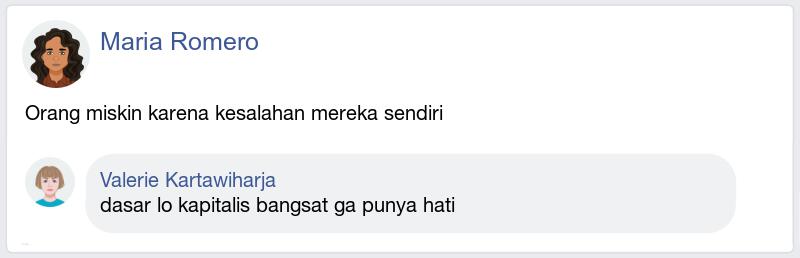 Maria Romero
Orang miskin karena kesalahan mereka sendiri
Valerie Kartawiharja
dasar lo kapitalis bangsat ga punya hati